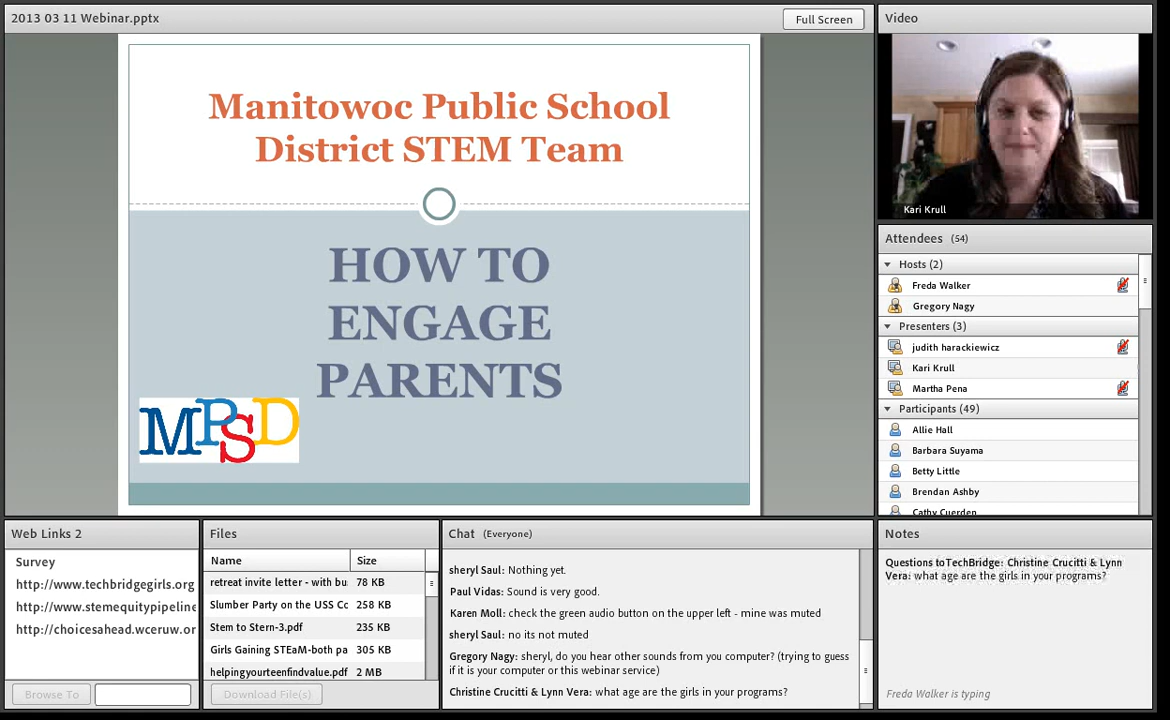 2013 03 11 Webinar.pptx
Full Screen
Manitowoc Public School
District STEM Team
HOW TO
ENGAGE
PARENTS
MPSD
Video
Kari Krull
Attendees (54)
Hosts (2)
Freda Walker
Gregory Nagy
Presenters (3)
judith harackiewicz
Kari Krull
Martha Pena
Participants (49)
Allie Hall
Barbara Suyama
Betty Little
Brendan Ashby
Cathy Cuerden
Web Links 2
Survey
http://www.techbridgegirls.org
http://www.stemequitypipeline
http://choicesahead.wceruw.or
Browse To
Files
Name Size
retreat invite letter - with bu 78 KB
Slumber Party on the USS Cc 258 KB
Stem to Stern-3.pdf 235 KB
Girls Gaining STEaM-both pa 305 KB
helpingyourteenfindvalue.pdf 2 MB
Download File(s)
Chat (Everyone)
sheryl Saul: Nothing yet.
Paul Vidas: Sound is very good.
Karen Moll: check the green audio button on the upper left - mine was muted
sheryl Saul: no its not muted
Gregory Nagy: sheryl, do you hear other sounds from you computer? (trying to guess
if it is your computer or this webinar service)
Christine Crucitti & Lynn Vera: what age are the girls in your programs?
Notes
Questions toTechBridge: Christine Crucitti & Lynn
Vera: what age are the girls in your programs?
Freda Walker is typing